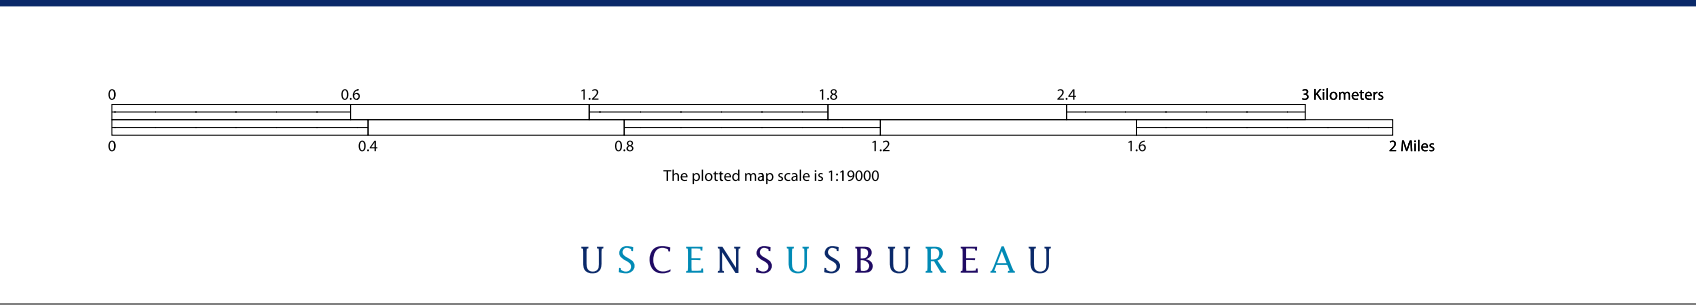 0 0.6 1.2 1.8 2.4 3 Kilometers
0 0.4 0.8 1.2 1.6 2 Miles
The plotted map scale is 1:19000
USCENSUSBUREAU